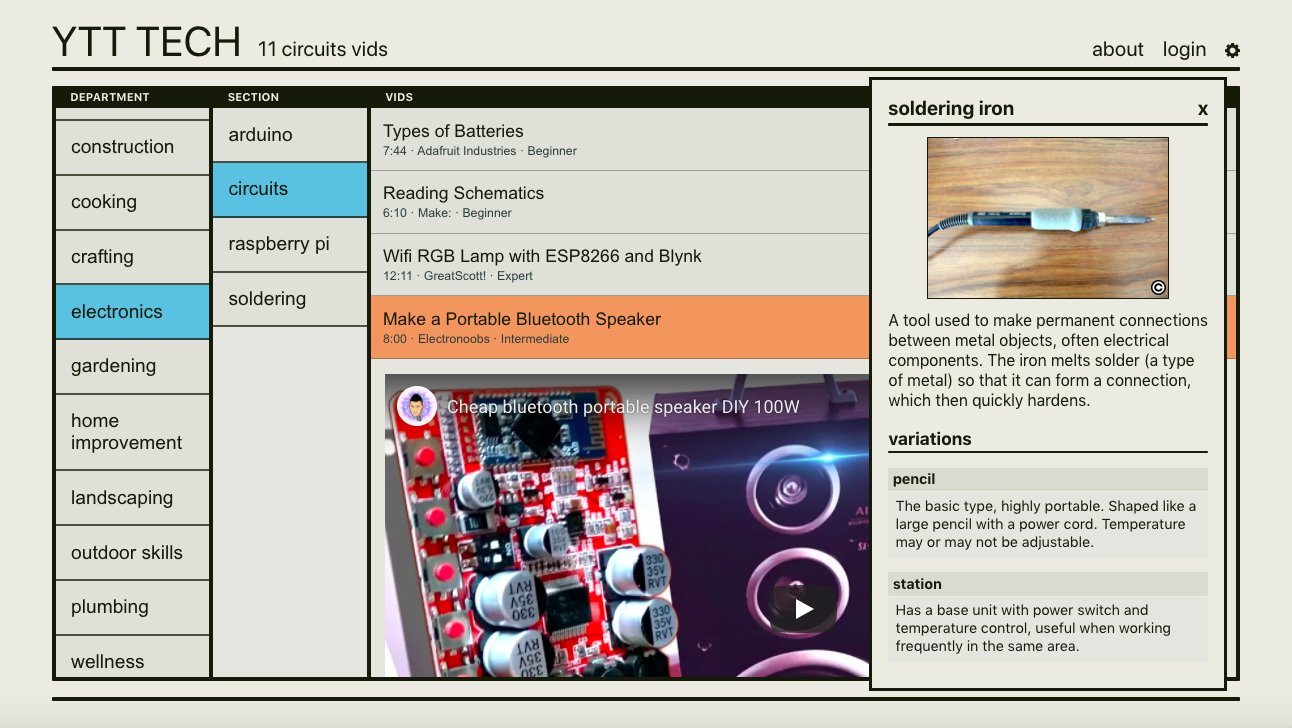 YTT TECH 11 circuits vids about login
DEPARTMENT SECTION VIDS
construction
cooking
crafting
electronics
gardening
home
improvement
landscaping
outdoor skills
plumbing
wellness
arduino
circuits
raspberry pi
soldering
Types of Batteries
7:44 · Adafruit Industries · Beginner
Reading Schematics
6:10 · Make: · Beginner
Wifi RGB Lamp with ESP8266 and Blynk
12:11 · GreatScott! · Expert
Make a Portable Bluetooth Speaker
8:00 · Electronoobs · Intermediate
Cheap bluetooth portable speaker DIY 100W
330
35V
RVT
330
35V
RVT
330
RVT
soldering iron x
©
A tool used to make permanent connections
between metal objects, often electrical
components. The iron melts solder (a type
of metal) so that it can form a connection,
which then quickly hardens.
variations
pencil
The basic type, highly portable. Shaped like a
large pencil with a power cord. Temperature
may or may not be adjustable.
station
Has a base unit with power switch and
temperature control, useful when working
frequently in the same area.